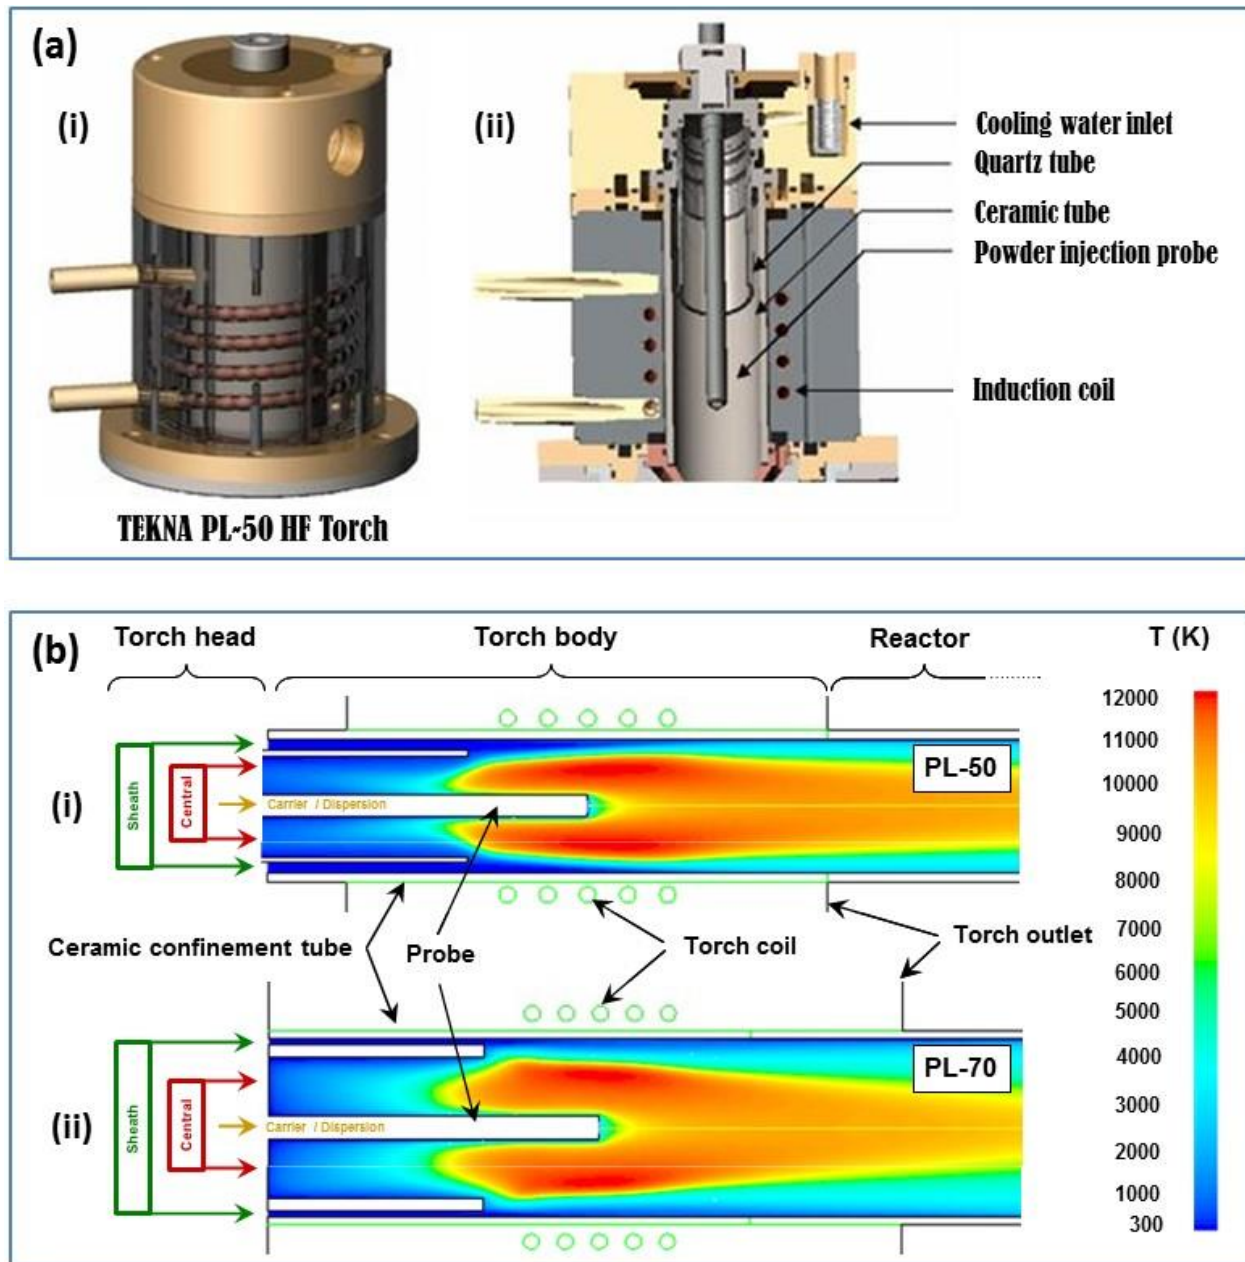 (a)
(i)
(ii)
Cooling water inlet
Quartz tube
Ceramic tube
Powder injection probe
Induction coil
TEKNA PL-50 HF Torch
(b)
Torch head
Torch body
Reactor
T (K)
12000
11000
10000
9000
8000
7000
6000
5000
4000
3000
2000
1000
300
(i)
Sheath
Central
Carrier / Dispersion
PL-50
Ceramic confinement tube
Probe
Torch coil
Torch outlet
(ii)
Sheath
Central
Carrier / Dispersion
PL-70